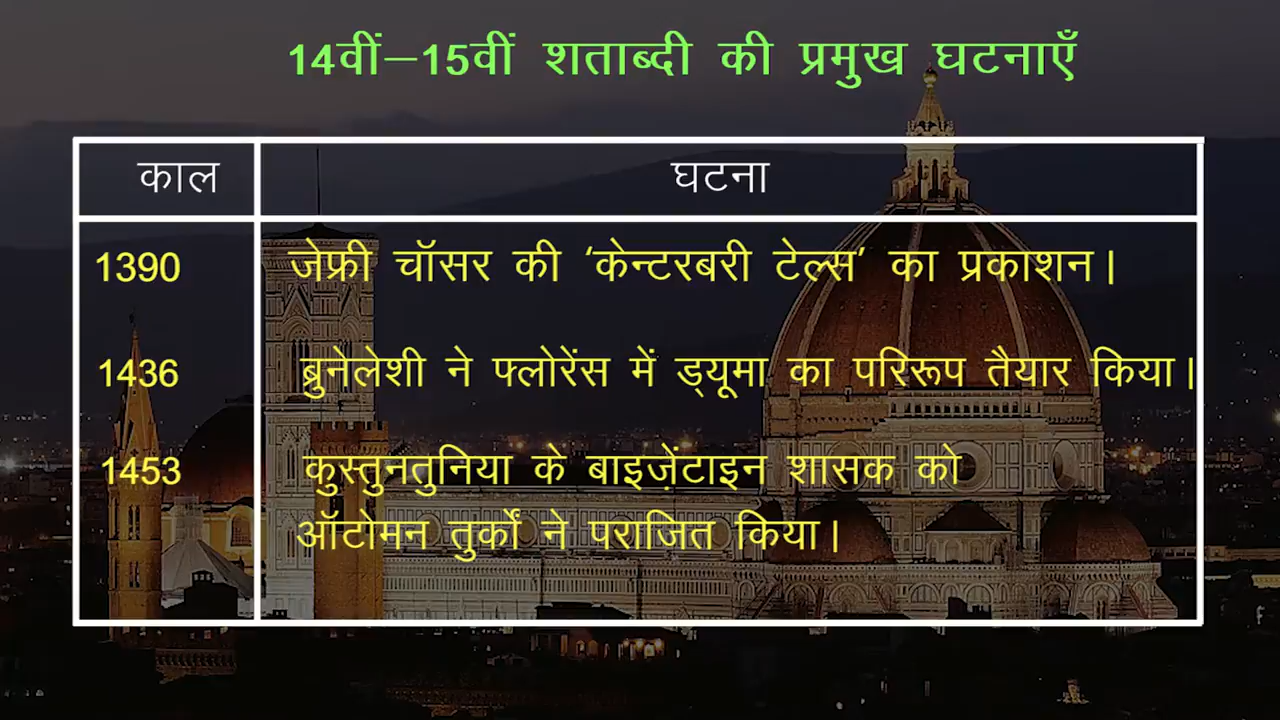 14वीं–15वीं शताब्दी की प्रमुख घटनाएँ
काल घटना
1390 जेफ्री चॉसर की ‘केन्टरबरी टेल्स’ का प्रकाशन।
1436 ब्रुनेलेशी ने फ्लोरेंस में ड्यूमा का परिरूप तैयार किया।
1453 कुस्तुनतुनिया के बाइज़ेंटाइन शासक को
ऑटोमन तुर्कों ने पराजित किया।